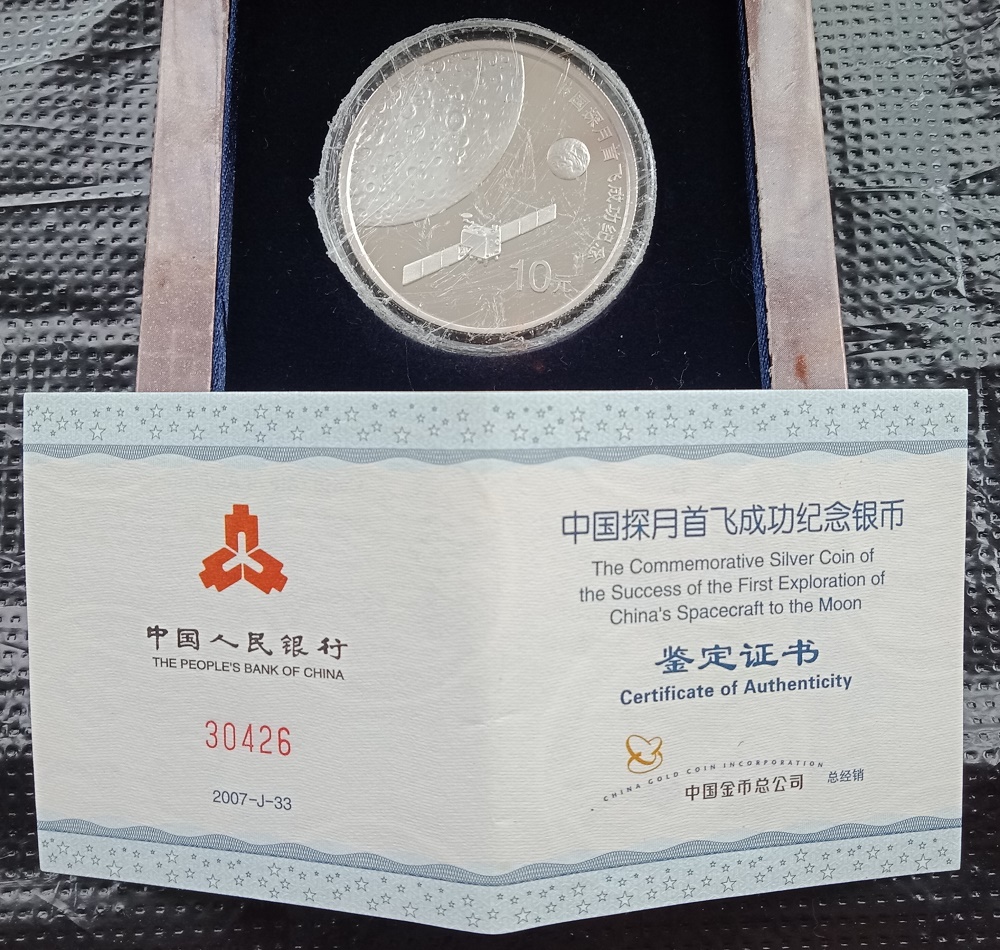 中国探月首飞成功纪念
10元
中国人民银行
THE PEOPLE'S BANK OF CHINA
30426
2007-J-33
中国探月首飞成功纪念银币
The Commemorative Silver Coin of
the Success of the First Exploration of
China's Spacecraft to the Moon
鉴定证书
Certificate of Authenticity
CHINA GOLD COIN INCORPORATION
中国金币总公司 总经销